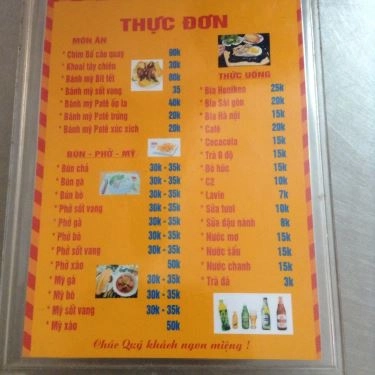 THỰC ĐƠN
MÓN ĂN
* Chim Bồ câu quay 90k
* Khoai tây chiên 30k
* Bánh mỳ Bít tết 80k
* Bánh mỳ sốt vang 35
* Bánh mỳ Patê ốp la 40k
* Bánh mỳ Patê trứng 20k
* Bánh mỳ Patê xúc xích 20k
BÚN - PHỞ - MỲ
* Bún chả 30k - 35k
* Bún gà 30k - 35k
* Bún bò 30k - 35k
* Phở sốt vang 30k - 35k
* Phở gà 30k - 35k
* Phở bò 30k - 35k
* Phở sốt vang 30k - 35k
* Phở xào 50k
* Mỳ gà 30k - 35k
* Mỳ bò 30k - 35k
* Mỳ sốt vang 30k - 35k
* Mỳ xào 50k
THỨC UỐNG
* Bia Heniken 25k
* Bia Sài gòn 20k
* Bia Hà nội 15k
* Café 20k
* Cocacola 15k
* Trà O độ 15k
* Bò húc 15k
* C2 10k
* Lavin 7k
* Sữa tươi 10k
* Sữa đậu nành 8k
* Nước mơ 15k
* Nước sấu 15k
* Nước chanh 15k
* Trà đá 3k
Chúc Quý khách ngon miệng !